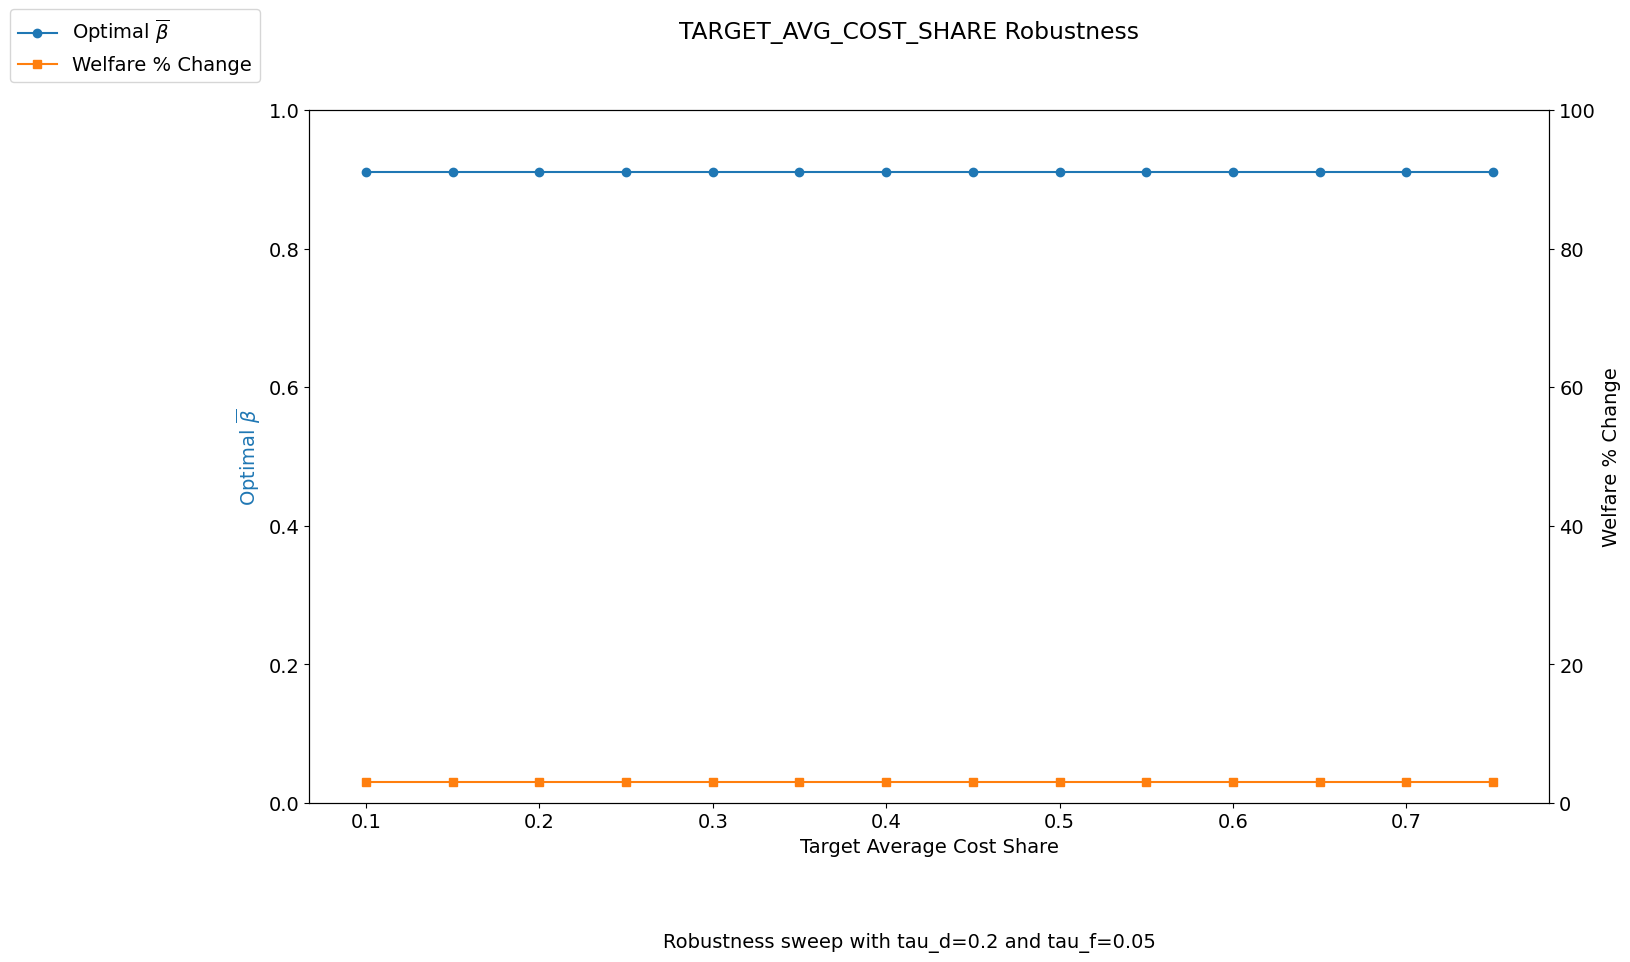 Optimal β̅
Welfare % Change
TARGET_AVG_COST_SHARE Robustness
1.0
0.8
0.6
0.4
0.2
0.0
Optimal β̅
100
80
60
40
20
0
Welfare % Change
0.1 0.2 0.3 0.4 0.5 0.6 0.7
Target Average Cost Share
Robustness sweep with tau_d=0.2 and tau_f=0.05